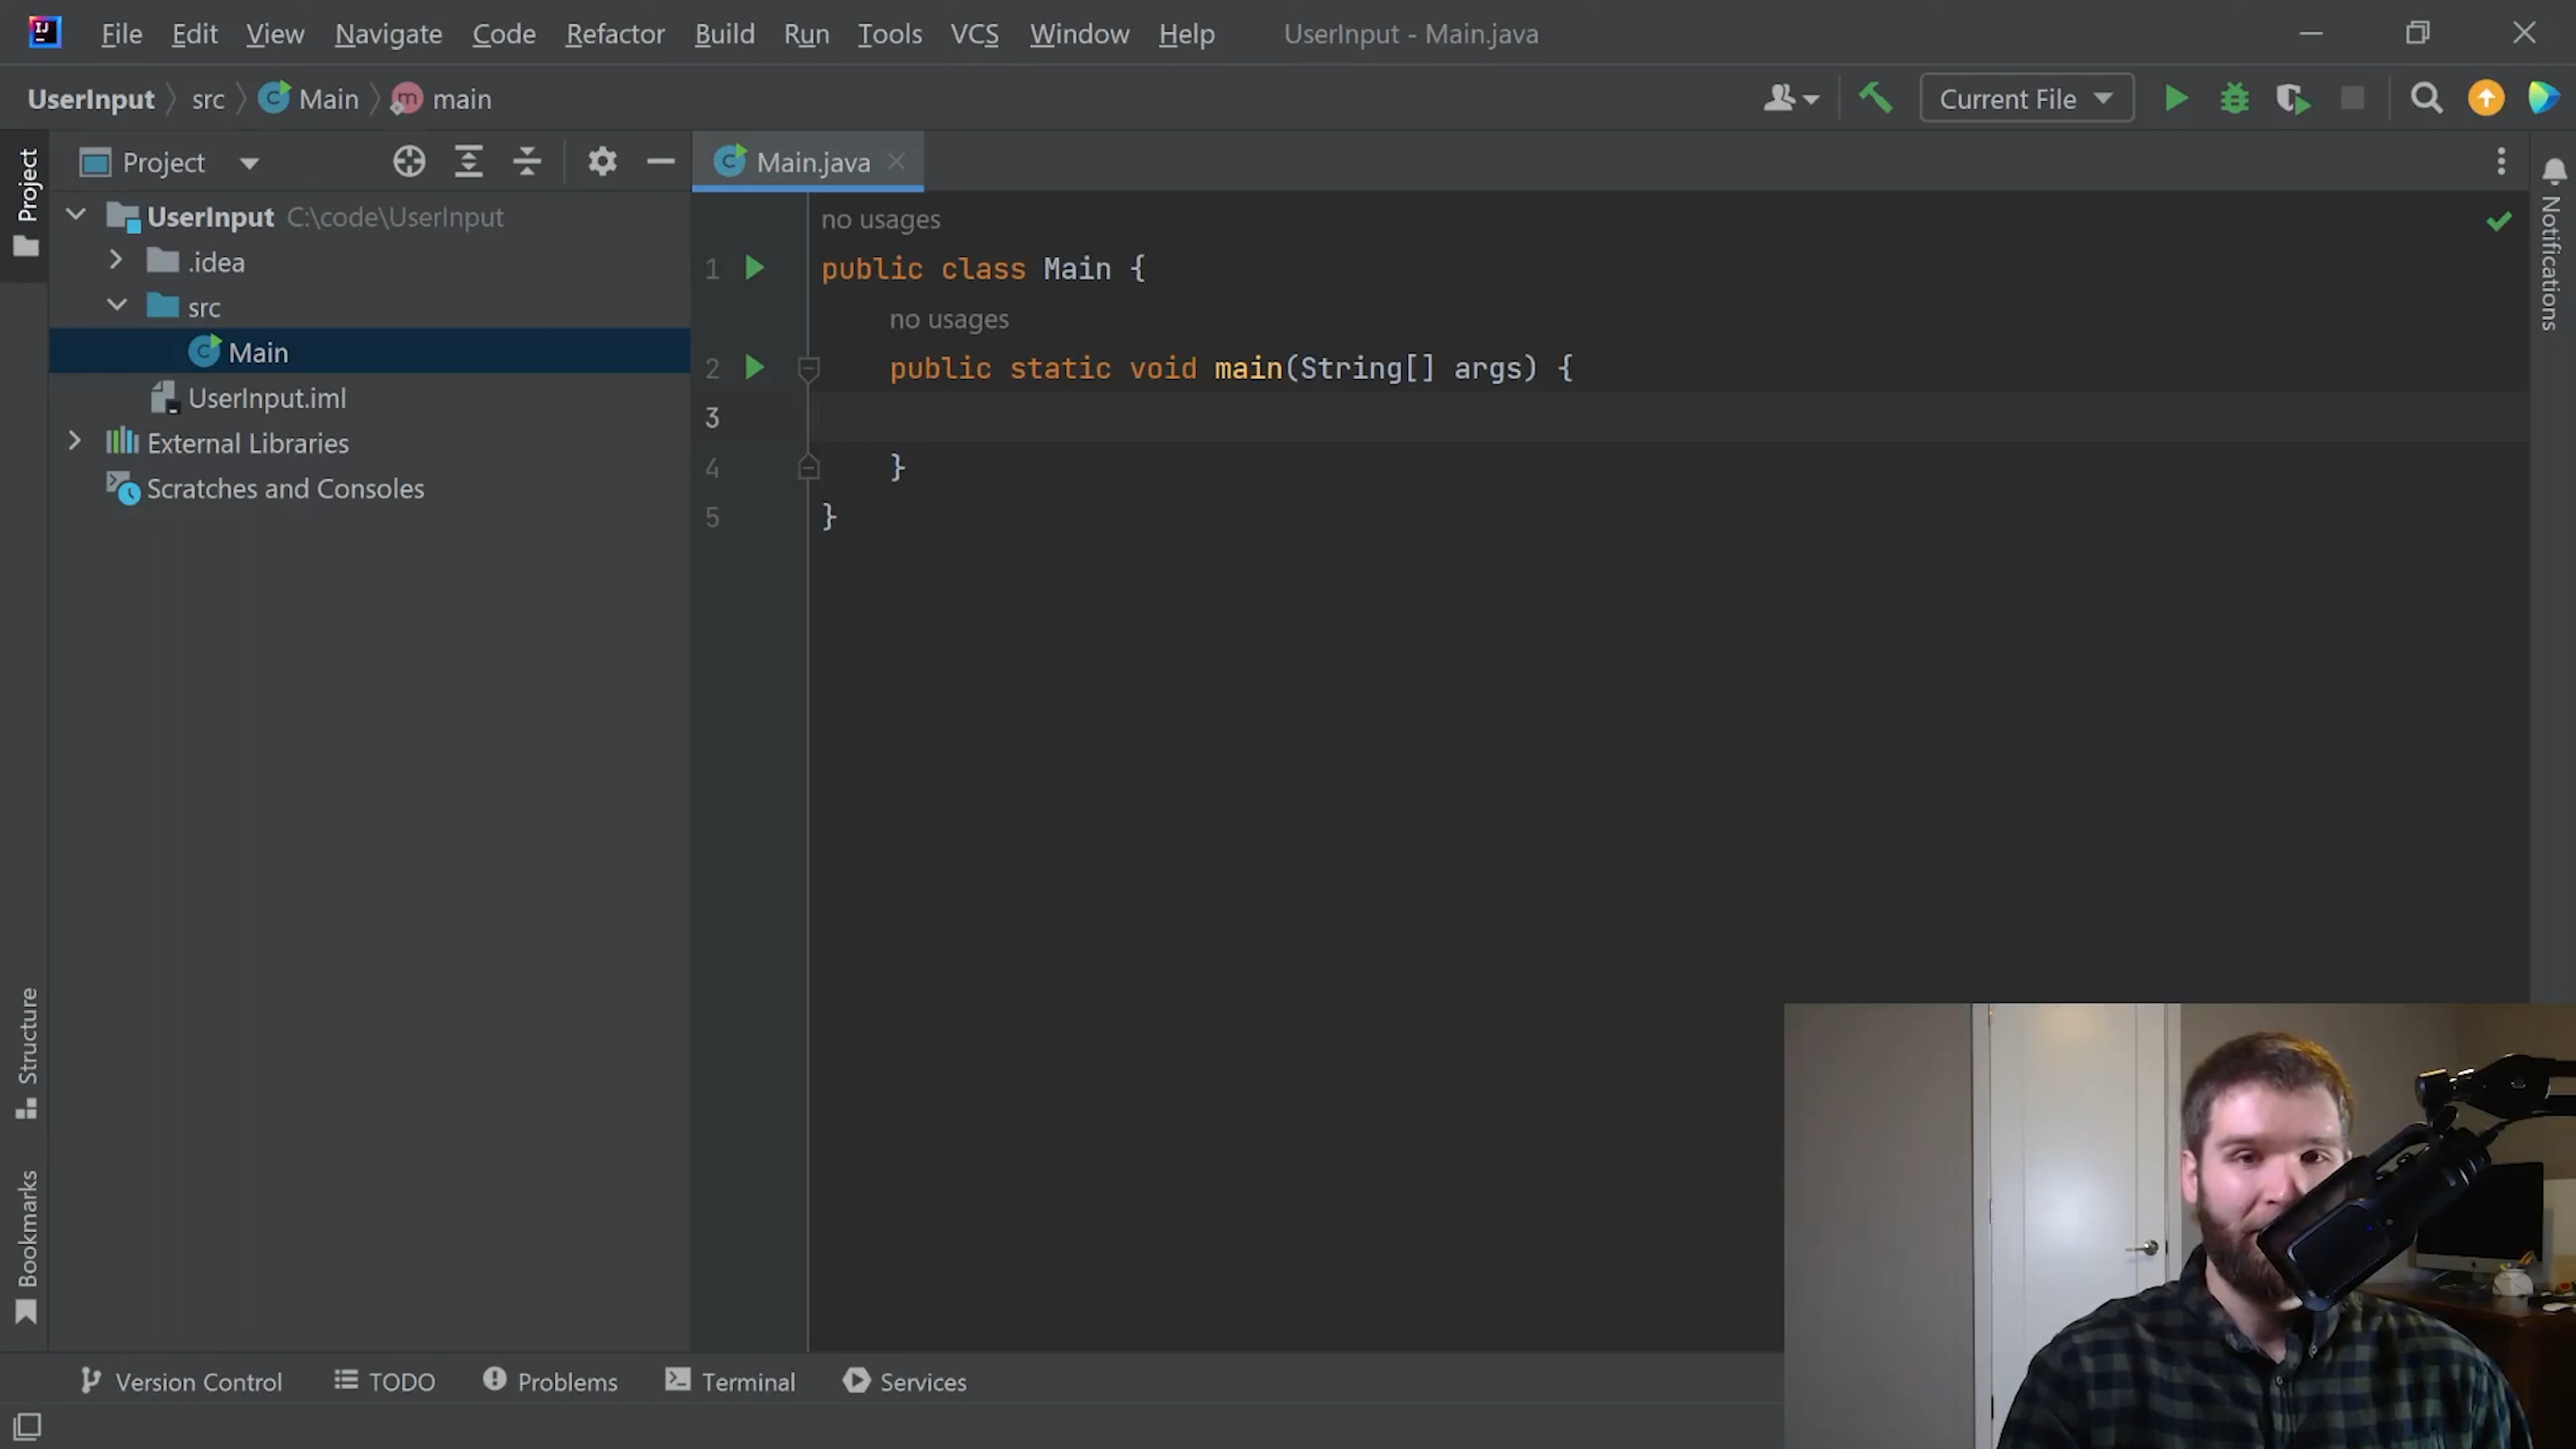 File Edit View Navigate Code Refactor Build Run Tools VCS Window Help UserInput - Main.java
UserInput src Main main Current File
Project
Project
Main.java
UserInput C:\code\UserInput
.idea
src
Main
UserInput.iml
External Libraries
Scratches and Consoles
no usages
1 public class Main {
no usages
2 public static void main(String[] args) {
3
4 }
5 }
Notifications
Structure
Bookmarks
Version Control TODO Problems Terminal Services